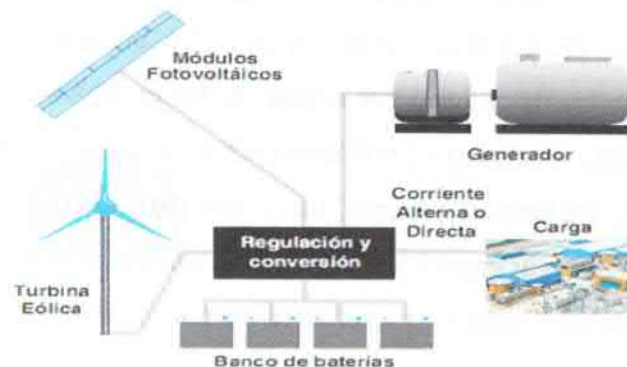 Módulos
Fotovoltáicos
Generador
Corriente
Alterna o
Directa
Carga
Regulación y
conversión
Turbina
Eólica
Banco de baterías